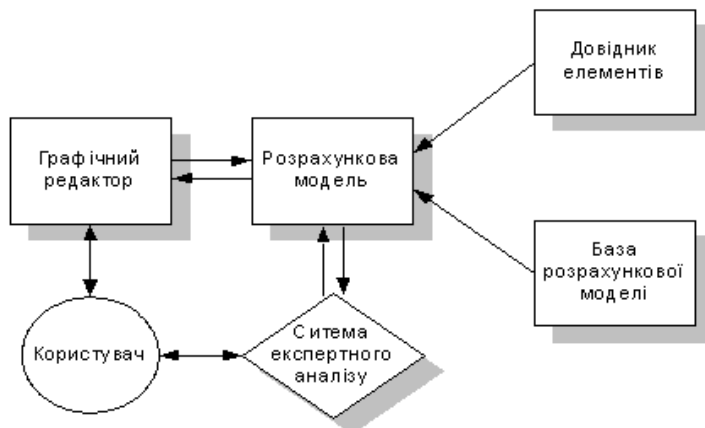 Довідник
елементів
Графічний
редактор
Розрахункова
модель
База
розрахункової
моделі
Користувач
Ситема
експертного
аналізу